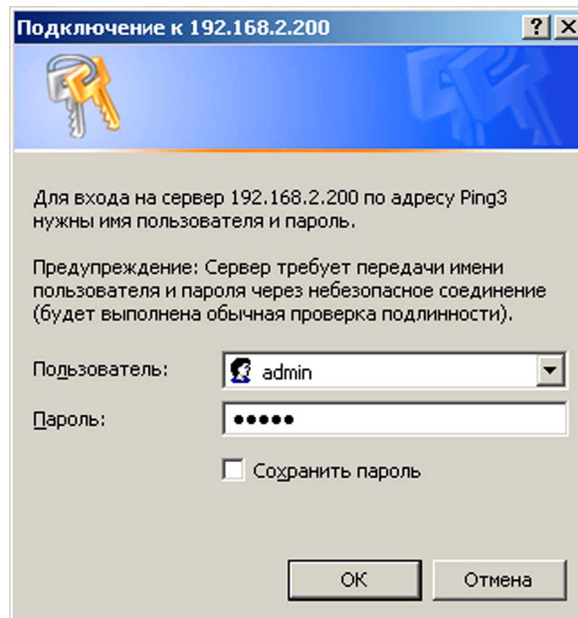 Подключение к 192.168.2.200
Для входа на сервер 192.168.2.200 по адресу Ping3
нужны имя пользователя и пароль.
Предупреждение: Сервер требует передачи имени
пользователя и пароля через небезопасное соединение
(будет выполнена обычная проверка подлинности).
Пользователь: admin
Пароль: •••••
Сохранить пароль
ОК Отмена